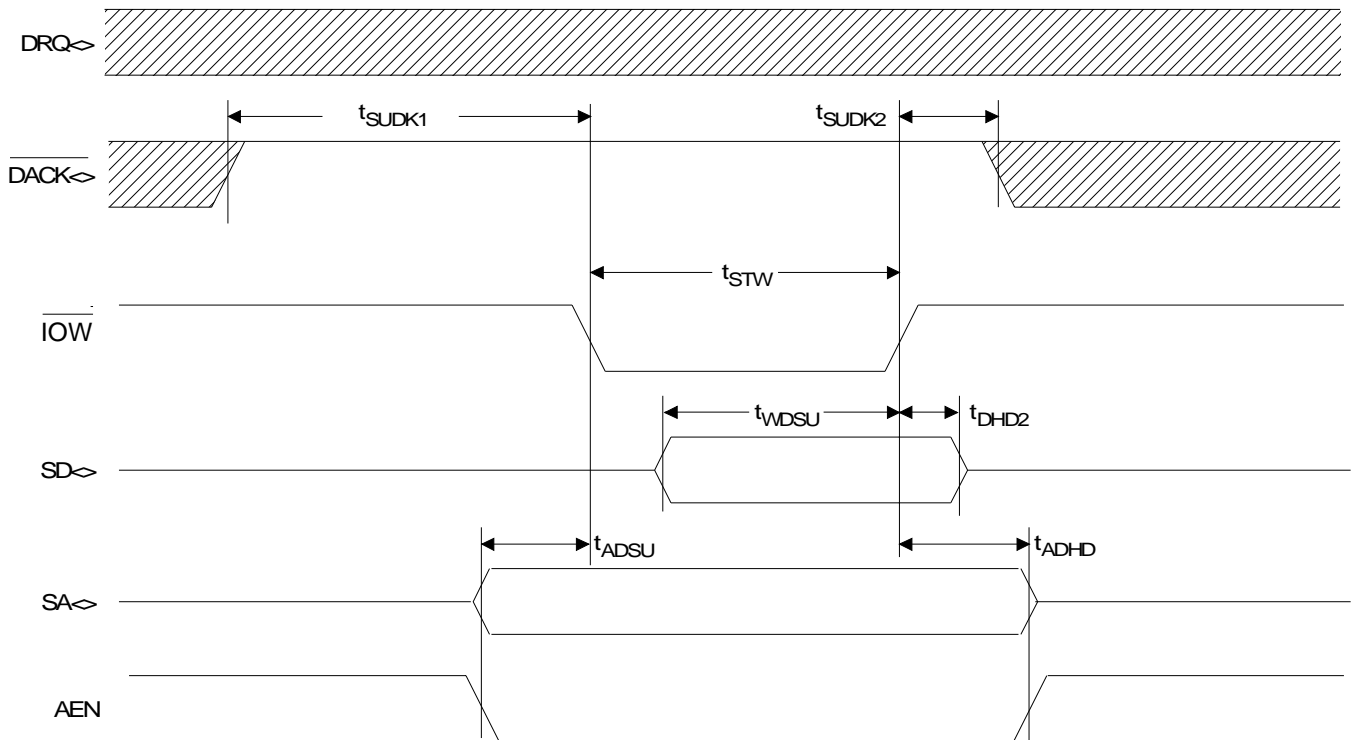 DRQ<>
tSUDK1
tSUDK2
DACK<>
tSTW
IOW
tWDSU
tDHD2
SD<>
tADSU
tADHD
SA<>
AEN